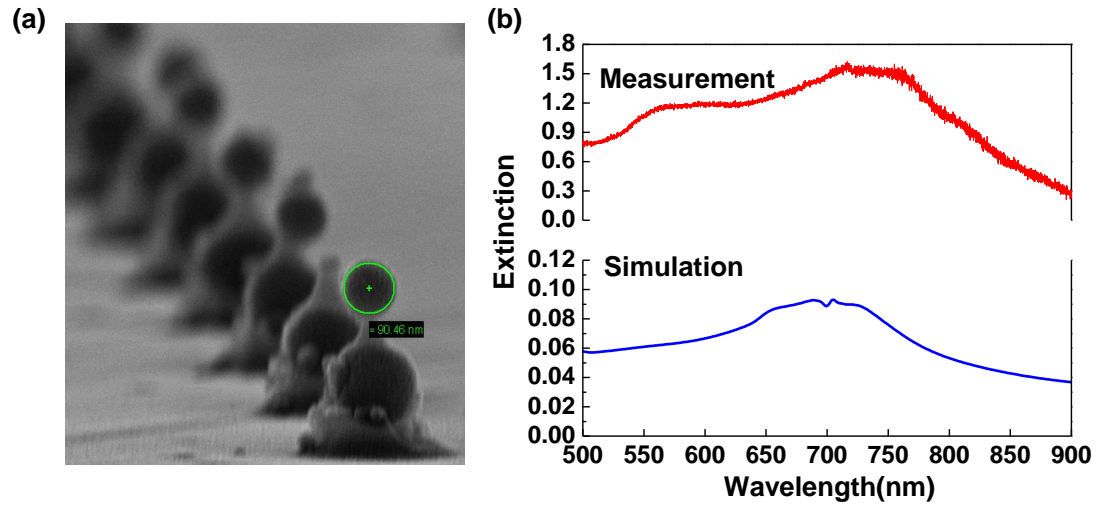 (a)
= 90.46 nm
(b)
Extinction
1.8
1.5
1.2
0.9
0.6
0.3
0.0
Measurement
0.12
0.10
0.08
0.06
0.04
0.02
0.00
Simulation
500 550 600 650 700 750 800 850 900
Wavelength(nm)